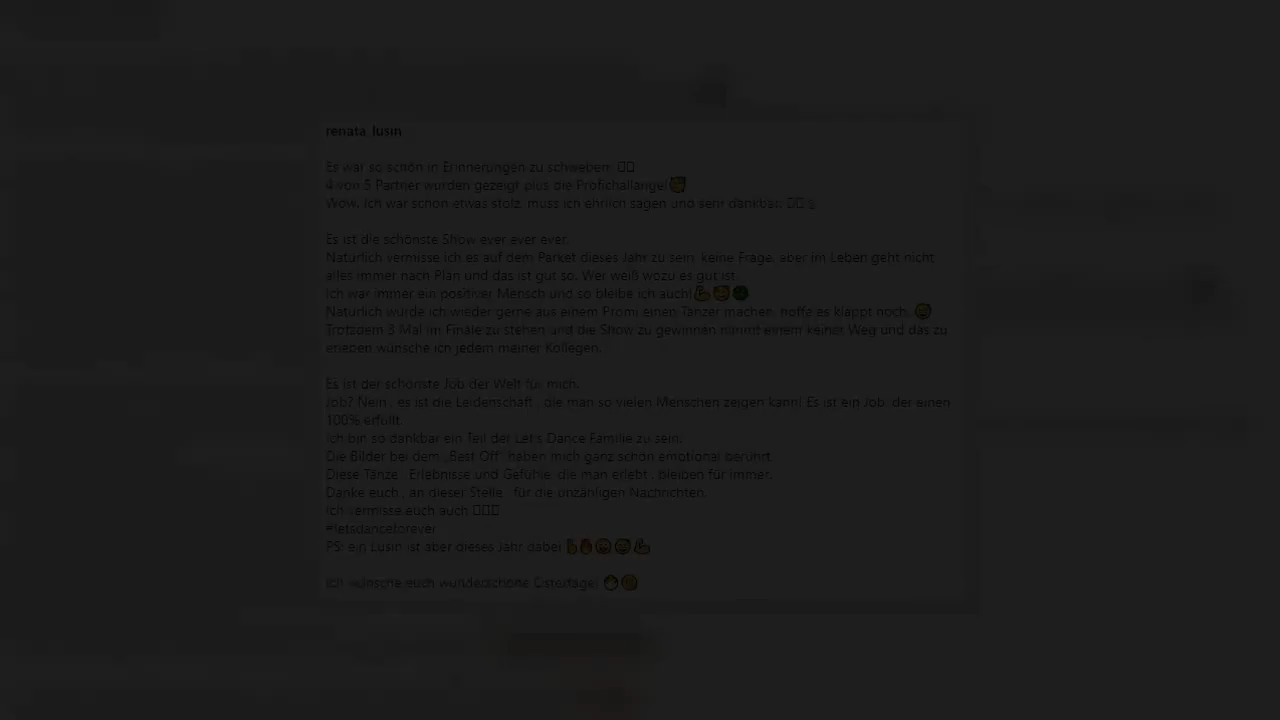 renata_lusin
Es war so schön in Erinnerungen zu schweben
4 von 5 Partner wurden gezeigt plus die Profichallange!
Wow, ich war schon etwas stolz, muss ich ehrlich sagen und sehr dankbar.
Es ist die schönste Show ever ever ever.
Natürlich vermisse ich es auf dem Parket dieses Jahr zu sein, keine Frage, aber im Leben geht nicht
alles immer nach Plan und das ist gut so. Wer weiß wozu es gut ist.
Ich war immer ein positiver Mensch und so bleibe ich auch! 💪
Natürlich würde ich wieder gerne aus einem Promi einen Tänzer machen, hoffe es klappt noch.
Trotzdem 3 Mal im Finale zu stehen und die Show zu gewinnen nimmt einem keiner Weg und das zu
erleben wünsche ich jedem meiner Kollegen.
Es ist der schönste Job der Welt für mich.
Job? Nein , es ist die Leidenschaft , die man so vielen Menschen zeigen kann! Es ist ein Job, der einen
100% erfüllt.
Ich bin so dankbar ein Teil der Let's Dance Familie zu sein.
Die Bilder bei dem „Best Off“ haben mich ganz schön emotional berührt.
Diese Tänze , Erlebnisse und Gefühle, die man erlebt , bleiben für immer.
Danke euch , an dieser Stelle , für die unzähligen Nachrichten.
Ich vermisse euch auch
#letsdanceforever
PS: ein Lusin ist aber dieses Jahr dabei
Ich wünsche euch wunderschöne Ostertage!